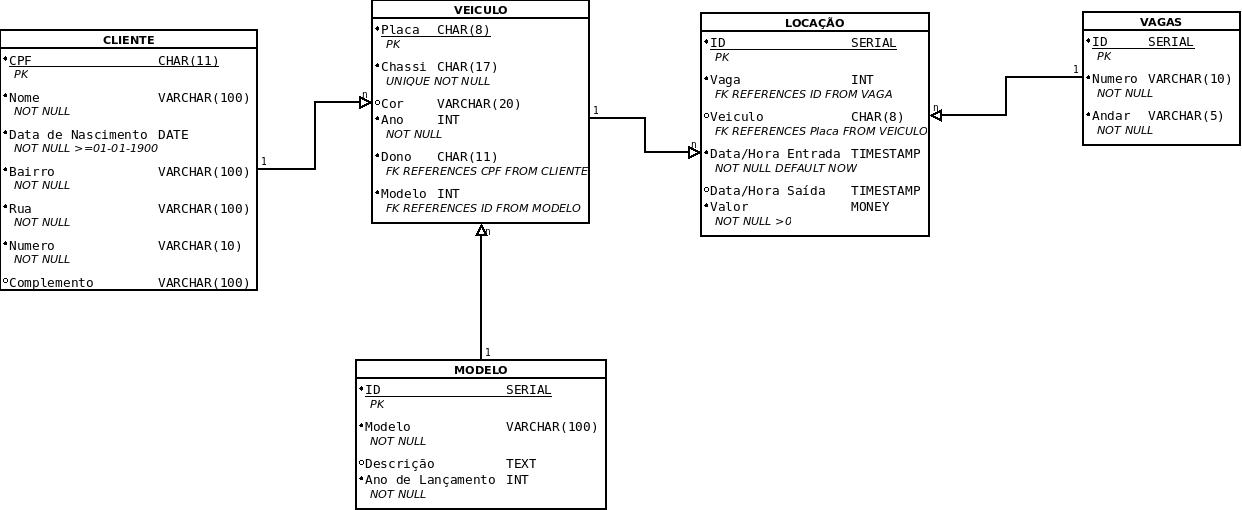 CLIENTE
CPF CHAR(11)
PK
Nome VARCHAR(100)
NOT NULL
Data de Nascimento DATE
NOT NULL >=01-01-1900
Bairro VARCHAR(100)
NOT NULL
Rua VARCHAR(100)
NOT NULL
Numero VARCHAR(10)
NOT NULL
Complemento VARCHAR(100)
1
n
VEICULO
Placa CHAR(8)
PK
Chassi CHAR(17)
UNIQUE NOT NULL
Cor VARCHAR(20)
Ano INT
NOT NULL
Dono CHAR(11)
FK REFERENCES CPF FROM CLIENTE
Modelo INT
FK REFERENCES ID FROM MODELO
n
1
1
n
MODELO
ID SERIAL
PK
Modelo VARCHAR(100)
NOT NULL
Descrição TEXT
Ano de Lançamento INT
NOT NULL
LOCAÇÃO
ID SERIAL
PK
Vaga INT
FK REFERENCES ID FROM VAGA
Veiculo CHAR(8)
FK REFERENCES Placa FROM VEICULO
Data/Hora Entrada TIMESTAMP
NOT NULL DEFAULT NOW
Data/Hora Saída TIMESTAMP
Valor MONEY
NOT NULL >0
n
1
VAGAS
ID SERIAL
PK
Numero VARCHAR(10)
NOT NULL
Andar VARCHAR(5)
NOT NULL